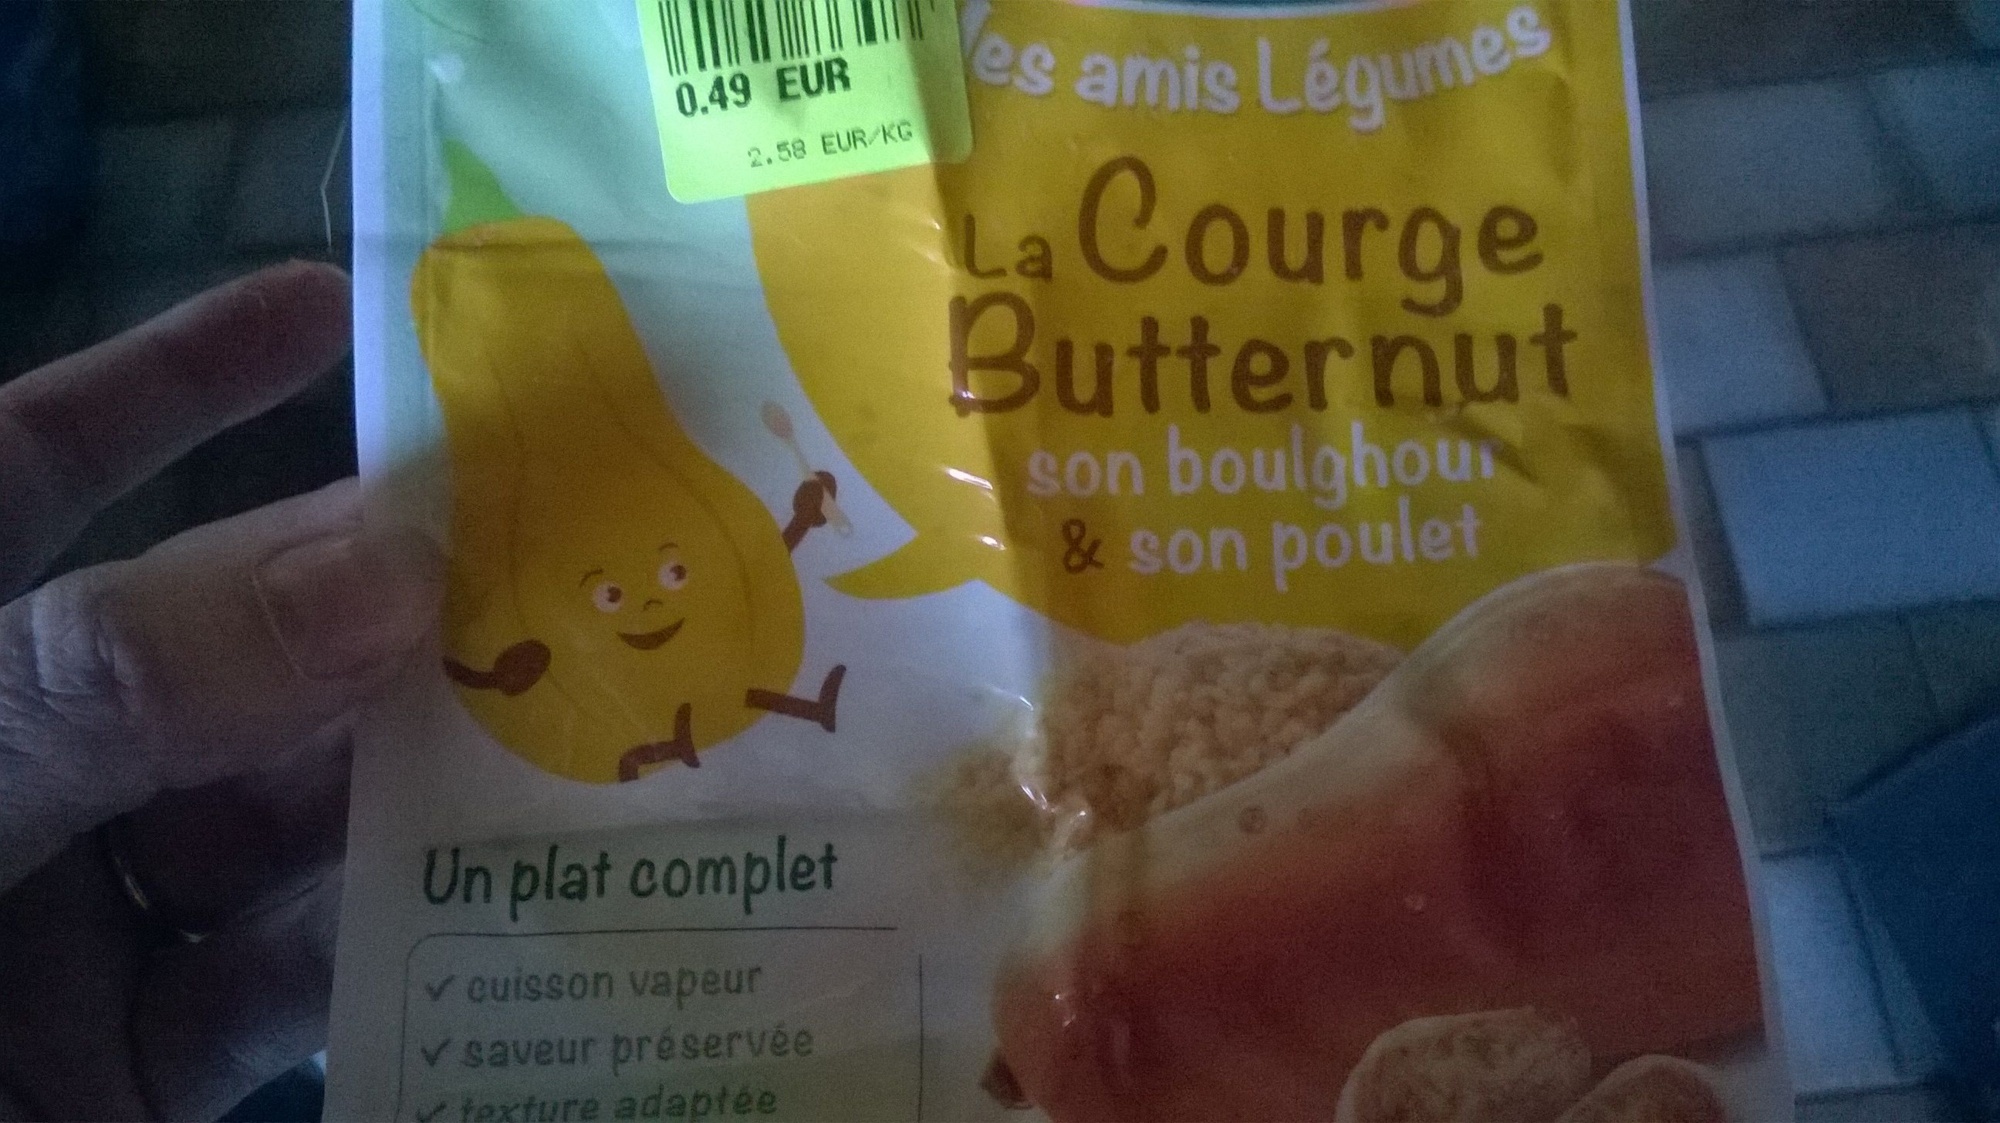 0.49 EUR
2.58 EUR/KG
les amis Légumes
La Courge
Butternut
son boulghour
& son poulet
Un plat complet
✓ cuisson vapeur
✓ saveur préservée
✓ texture adaptée